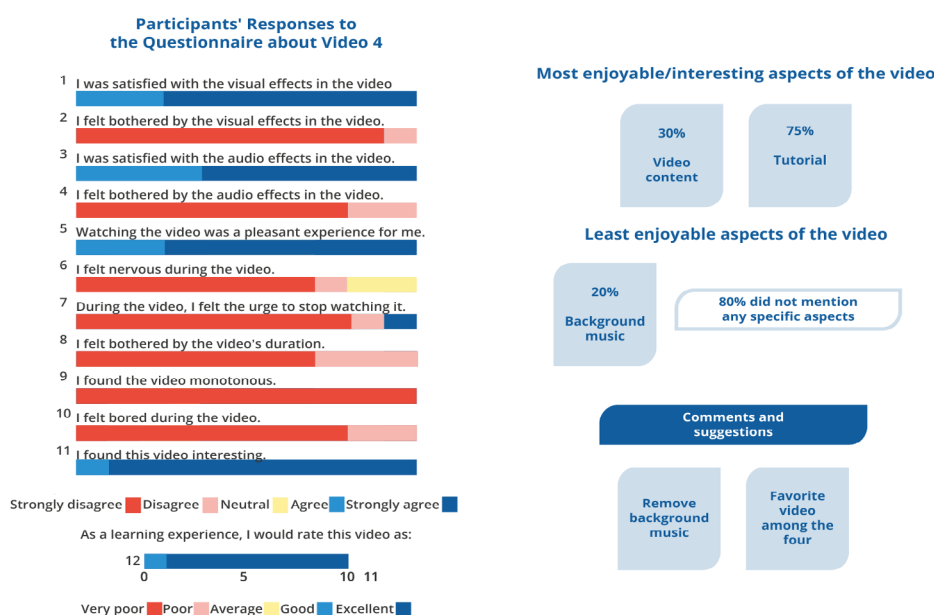 Participants' Responses to
the Questionnaire about Video 4
1 I was satisfied with the visual effects in the video
2 I felt bothered by the visual effects in the video.
3 I was satisfied with the audio effects in the video.
4 I felt bothered by the audio effects in the video.
5 Watching the video was a pleasant experience for me.
6 I felt nervous during the video.
7 During the video, I felt the urge to stop watching it.
8 I felt bothered by the video's duration.
9 I found the video monotonous.
10 I felt bored during the video.
11 I found this video interesting.
Strongly disagree Disagree Neutral Agree Strongly agree
As a learning experience, I would rate this video as:
12
0 5 10 11
Very poor Poor Average Good Excellent
Most enjoyable/interesting aspects of the video
30%
Video
content
75%
Tutorial
Least enjoyable aspects of the video
20%
Background
music
80% did not mention
any specific aspects
Comments and
suggestions
Remove
background
music
Favorite
video
among the
four